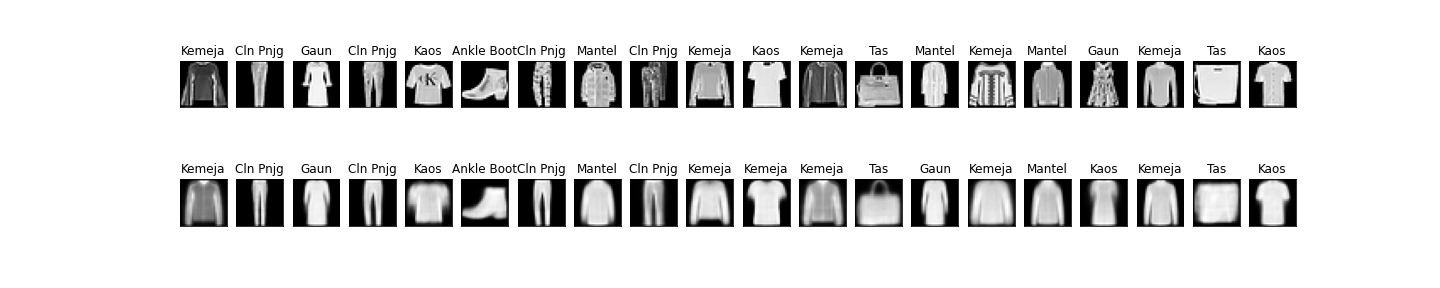 Kemeja Cln Pnjg Gaun Cln Pnjg Kaos Ankle Boot Cln Pnjg Mantel Cln Pnjg Kemeja Kaos Kemeja Tas Mantel Kemeja Mantel Gaun Kemeja Tas Kaos
K
Kemeja Cln Pnjg Gaun Cln Pnjg Kaos Ankle Boot Cln Pnjg Mantel Cln Pnjg Kemeja Kemeja Kemeja Tas Gaun Kemeja Mantel Kaos Kemeja Tas Kaos